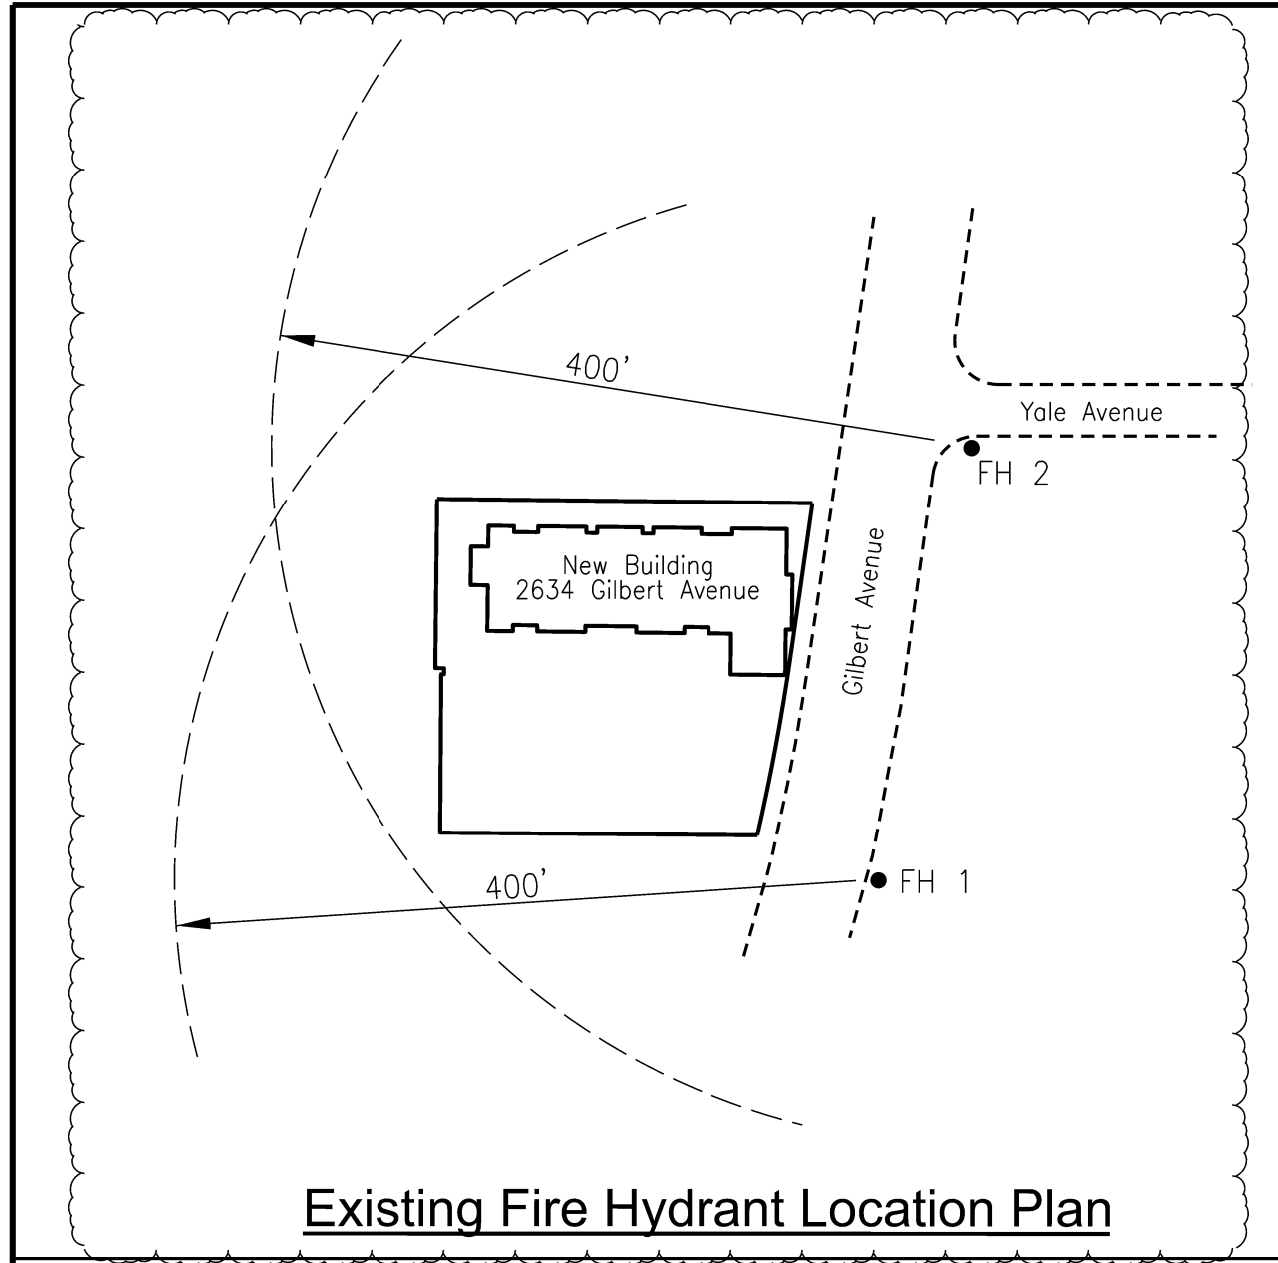 400'
Yale Avenue
FH 2
New Building
2634 Gilbert Avenue
Gilbert Avenue
400'
FH 1
Existing Fire Hydrant Location Plan